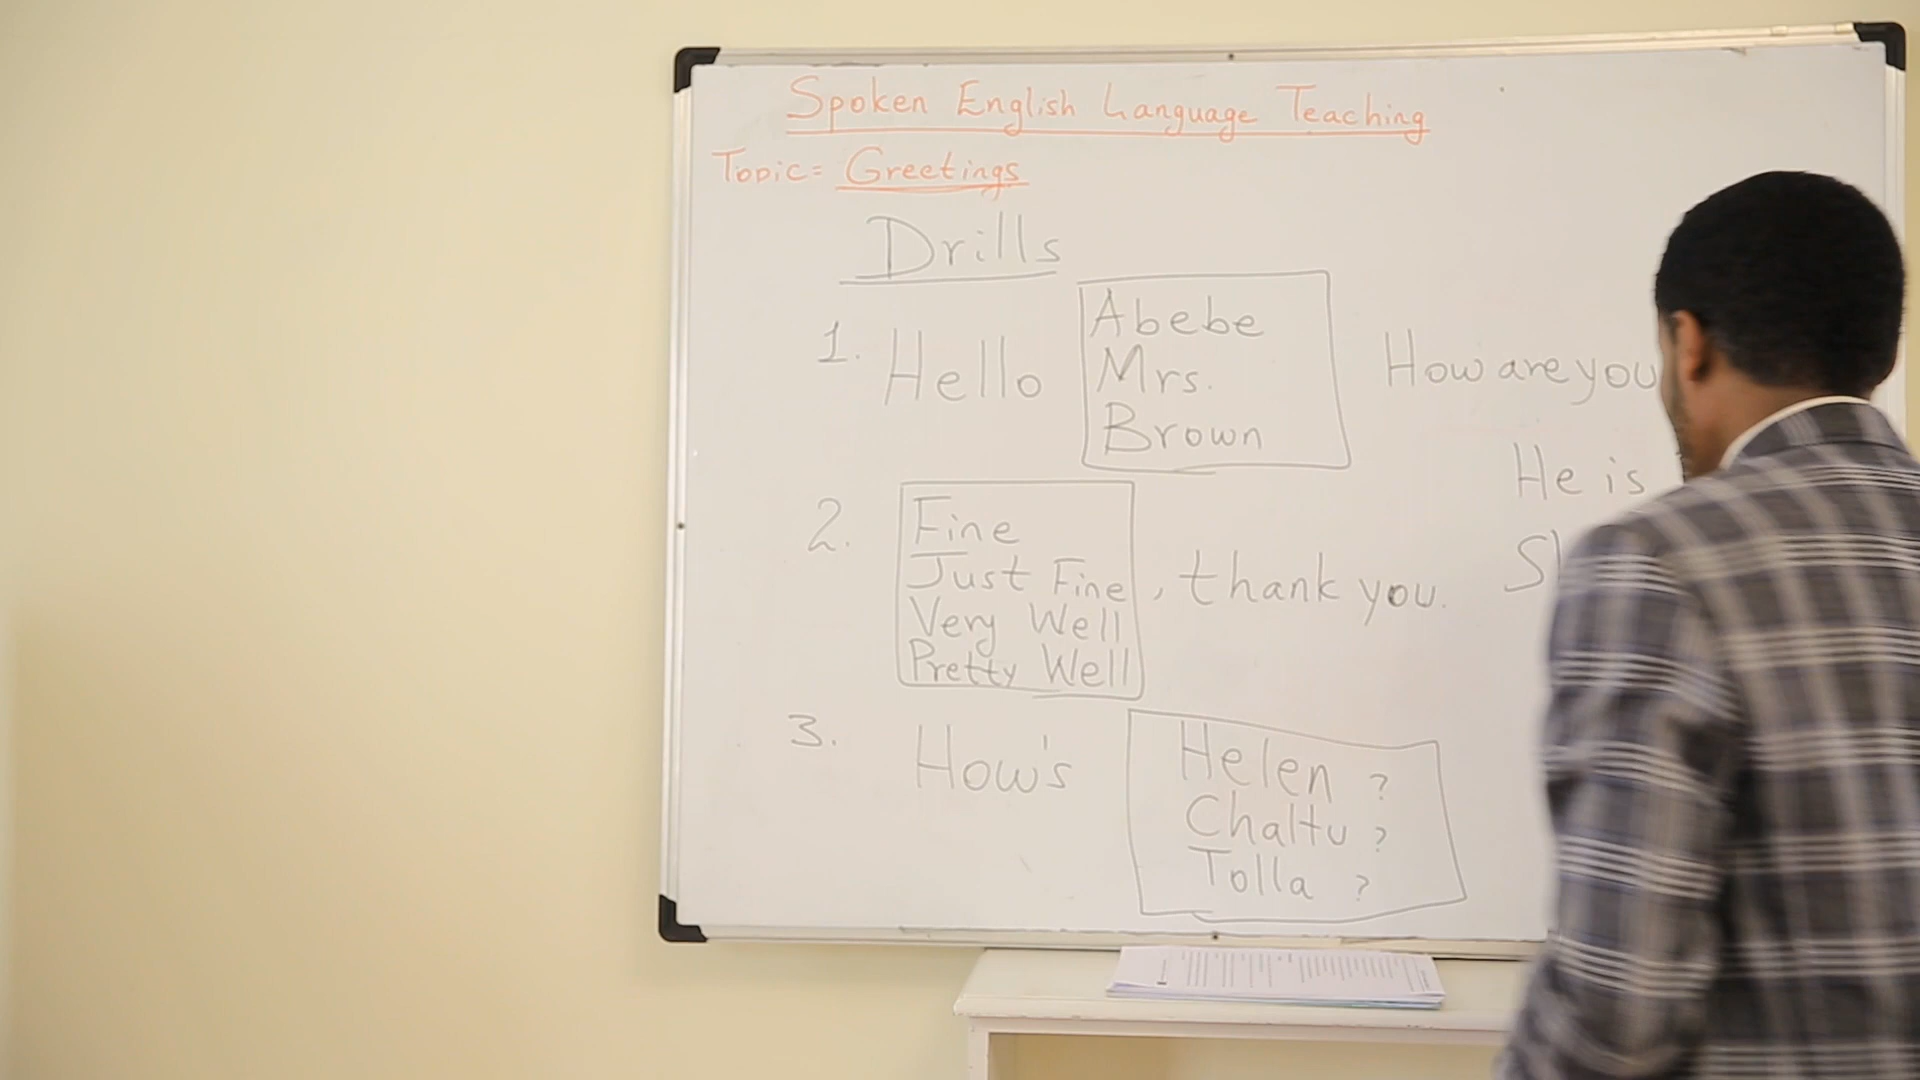 Spoken English Language Teaching
Topic= Greetings
Drills
1. Hello
Abebe
Mrs.
Brown
How are you
He is
2.
Fine
Just Fine
Very Well
Pretty Well
, thank you.
3. How's
Helen ?
Chaltu ?
Tolla ?